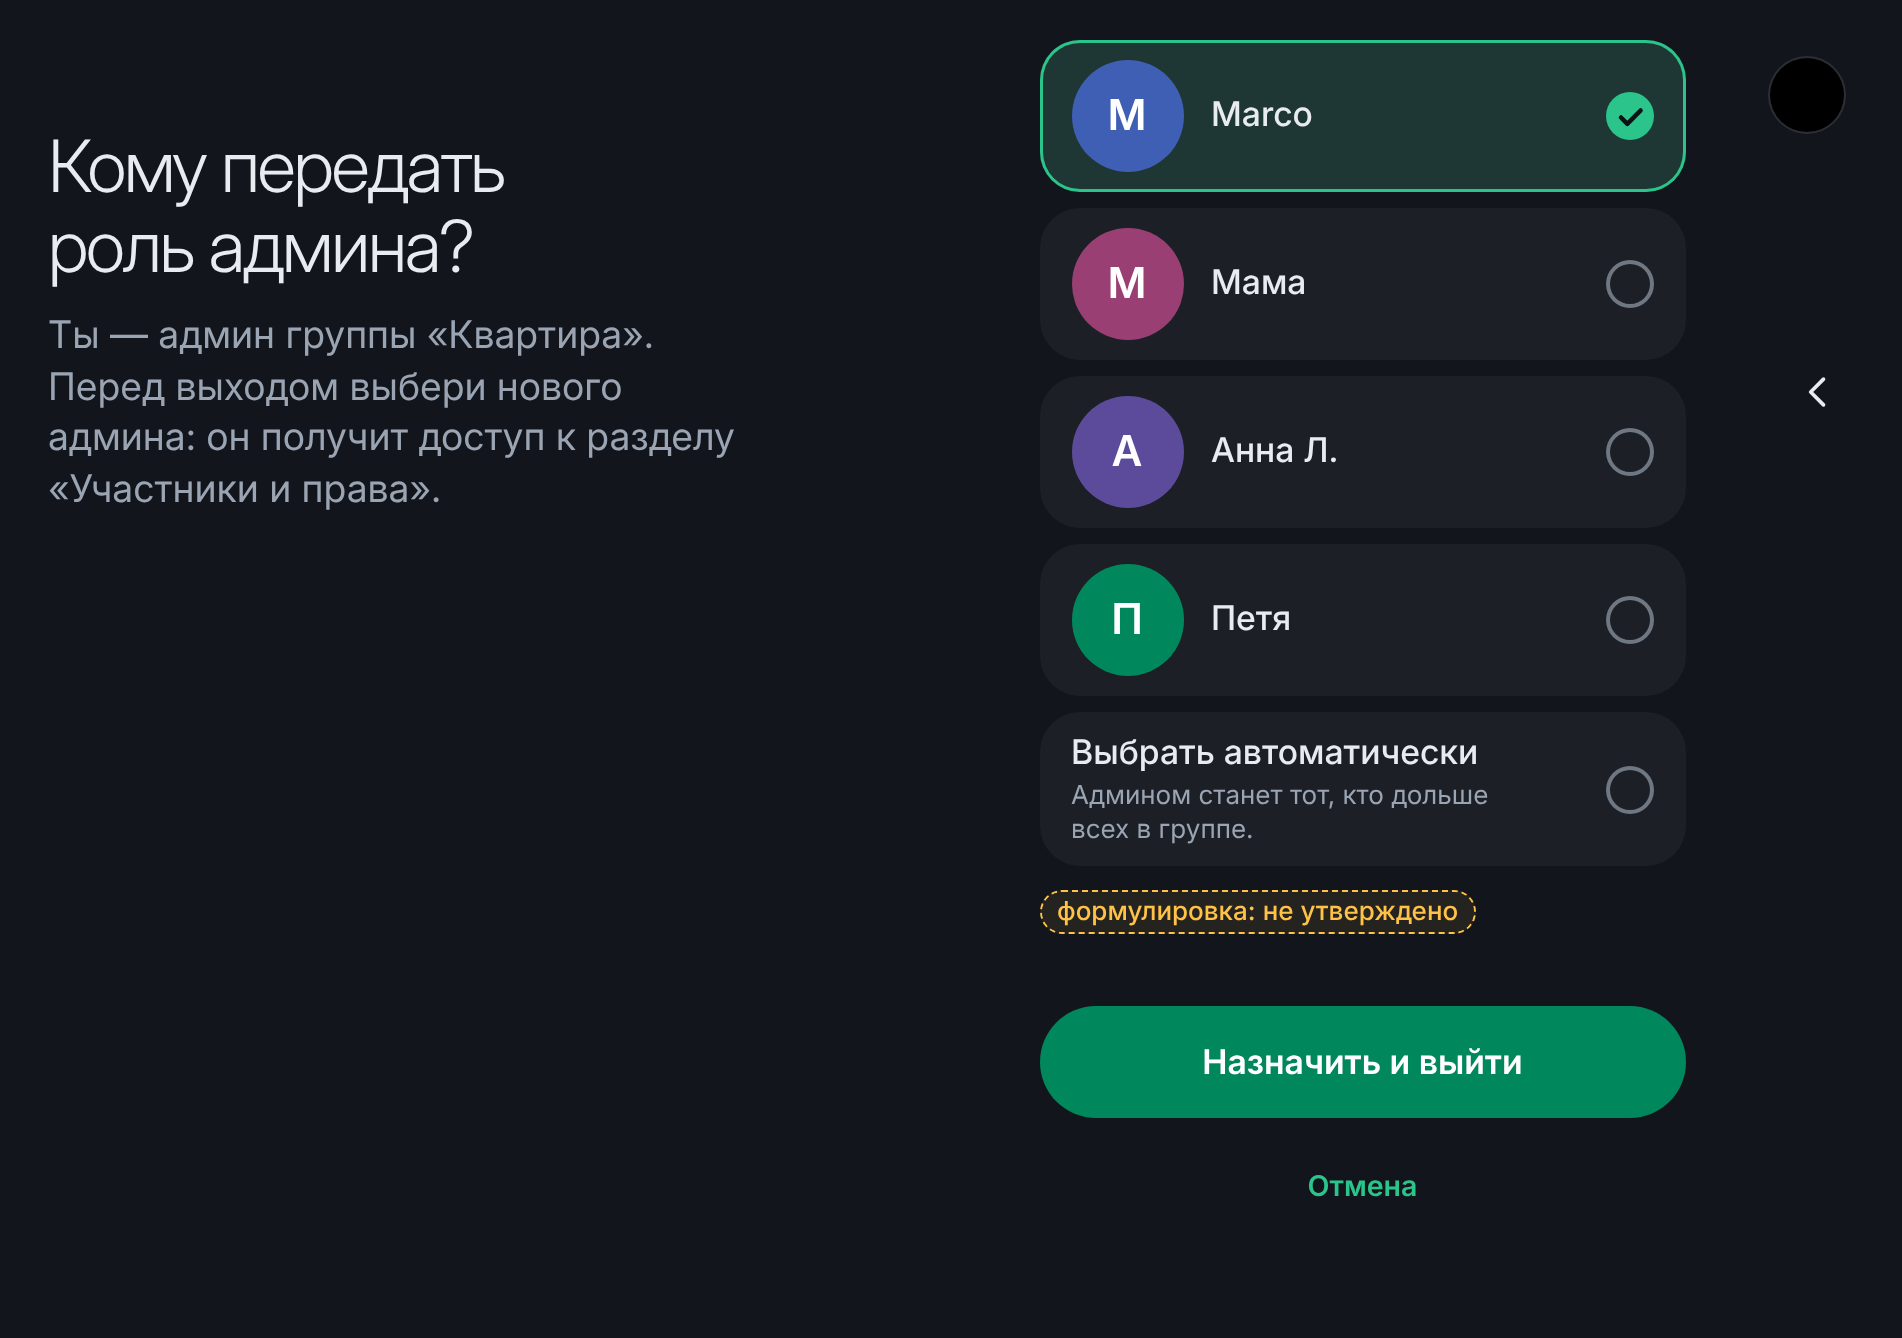 Кому передать
роль админа?
Ты — админ группы «Квартира».
Перед выходом выбери нового
админа: он получит доступ к разделу
«Участники и права».
M
Marco
М
Мама
А
Анна Л.
П
Петя
Выбрать автоматически
Админом станет тот, кто дольше
всех в группе.
формулировка: не утверждено
Назначить и выйти
Отмена